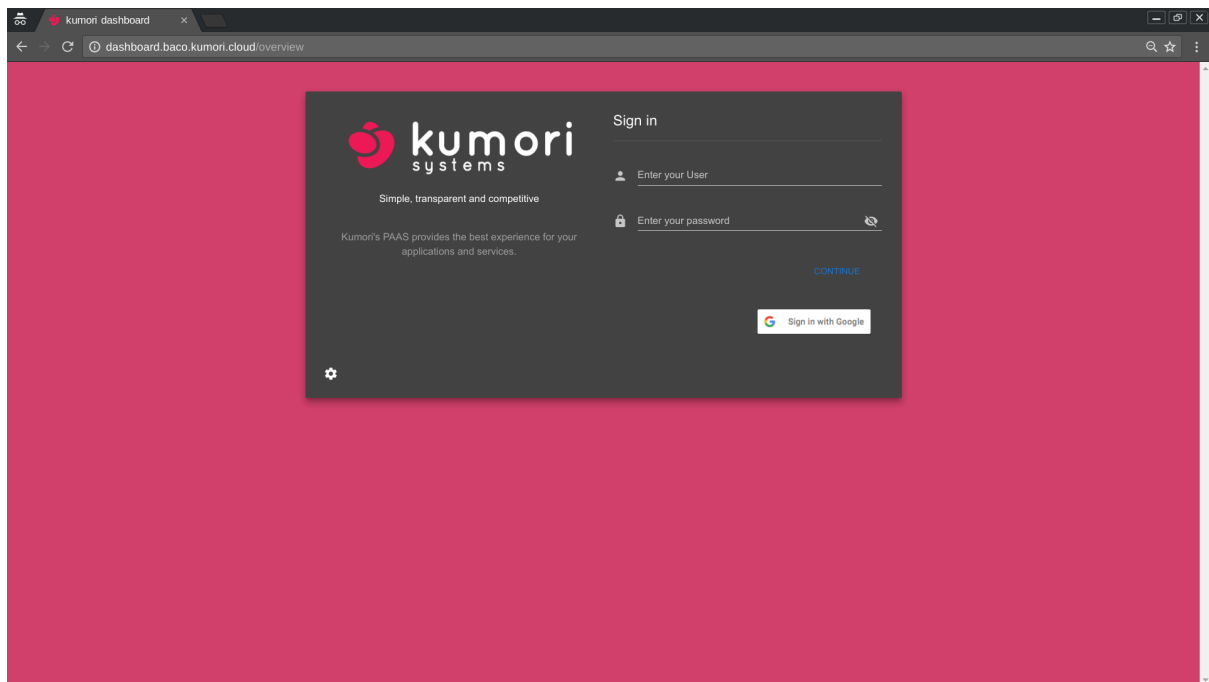 kumori dashboard
dashboard.baco.kumori.cloud/overview
kumori
systems
Simple, transparent and competitive
Kumori's PAAS provides the best experience for your
applications and services.
Sign in
Enter your User
Enter your password
CONTINUE
Sign in with Google